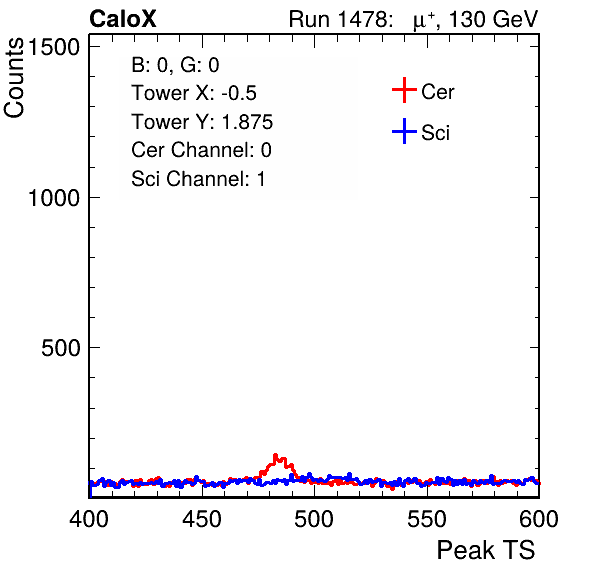 CaloX Run 1478: μ⁺, 130 GeV
B: 0, G: 0
Tower X: -0.5
Tower Y: 1.875
Cer Channel: 0
Sci Channel: 1
Cer
Sci
Counts
1500
1000
500
400 450 500 550 600
Peak TS